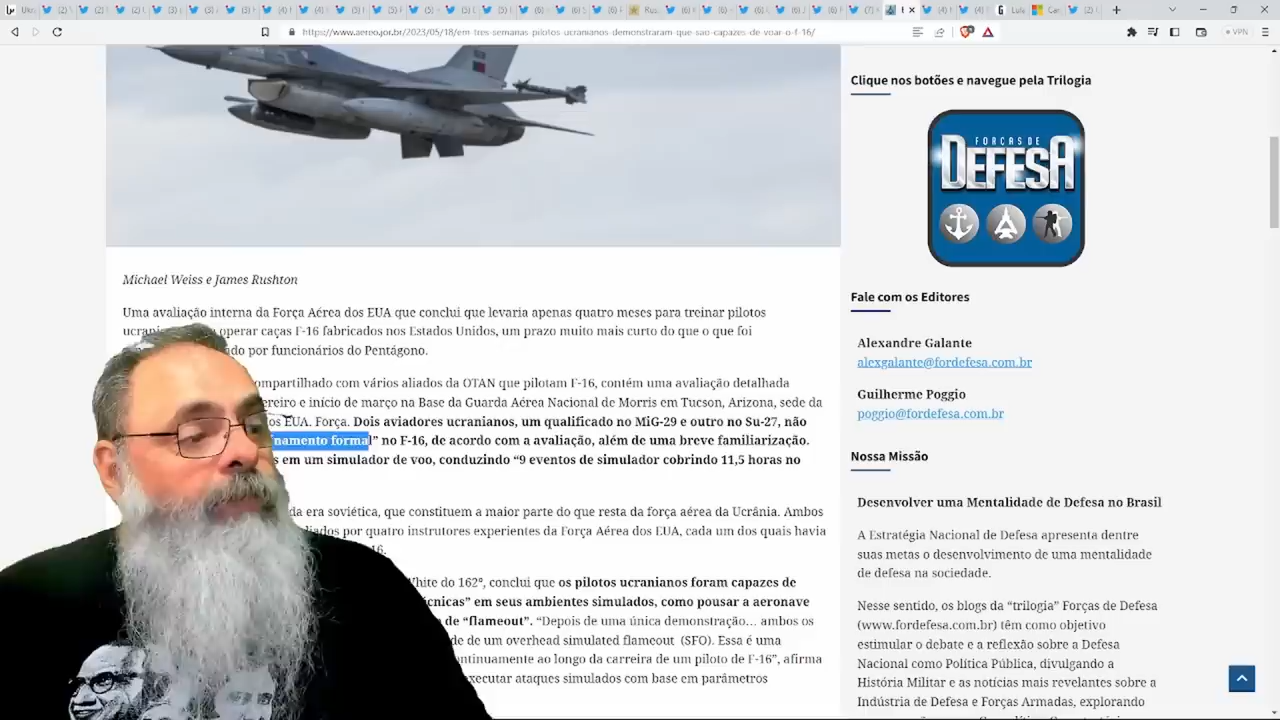 https://www.aereo.jor.br/2023/05/18/em-tres-semanas-pilotos-ucranianos-demonstraram-que-sao-capazes-de-voar-o-f-16/
VPN
Michael Weiss e James Rushton
Uma avaliação interna da Força Aérea dos EUA que conclui que levaria apenas quatro meses para treinar pilotos
operar caças F-16 fabricados nos Estados Unidos, um prazo muito mais curto do que o que foi
por funcionários do Pentágono.
compartilhado com vários aliados da OTAN que pilotam F-16, contém uma avaliação detalhada
e início de março na Base da Guarda Aérea Nacional de Morris em Tucson, Arizona, sede da
os EUA. Força. Dois aviadores ucranianos, um qualificado no MiG-29 e outro no Su-27, não
formal” no F-16, de acordo com a avaliação, além de uma breve familiarização.
em um simulador de voo, conduzindo “9 eventos de simulador cobrindo 11,5 horas no
da era soviética, que constituem a maior parte do que resta da força aérea da Ucrânia. Ambos
por quatro instrutores experientes da Força Aérea dos EUA, cada um dos quais havia
16.
White do 162º, conclui que os pilotos ucranianos foram capazes de
em seus ambientes simulados, como pousar a aeronave
de “flameout”. “Depois de uma única demonstração… ambos os
de um overhead simulated flameout (SFO). Essa é uma
continuamente ao longo da carreira de um piloto de F-16”, afirma
executar ataques simulados com base em parâmetros
Clique nos botões e navegue pela Trilogia
FORÇAS DE
DEFESA
Fale com os Editores
Alexandre Galante
alexgalante@fordefesa.com.br
Guilherme Poggio
poggio@fordefesa.com.br
Nossa Missão
Desenvolver uma Mentalidade de Defesa no Brasil
A Estratégia Nacional de Defesa apresenta dentre
suas metas o desenvolvimento de uma mentalidade
de defesa na sociedade.
Nesse sentido, os blogs da “trilogia” Forças de Defesa
(www.fordefesa.com.br) têm como objetivo
estimular o debate e a reflexão sobre a Defesa
Nacional como Política Pública, divulgando a
História Militar e as notícias mais revelantes sobre a
Indústria de Defesa e Forças Armadas, explorando